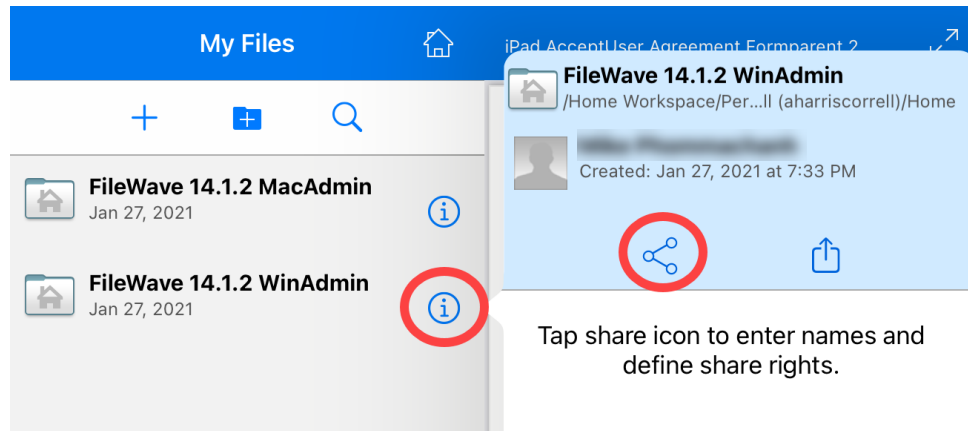 My Files
iPad AcceptUser Agreement Formparent 2
FileWave 14.1.2 WinAdmin
/Home Workspace/Per...ll (aharriscorrell)/Home
Created: Jan 27, 2021 at 7:33 PM
FileWave 14.1.2 MacAdmin
Jan 27, 2021
FileWave 14.1.2 WinAdmin
Jan 27, 2021
Tap share icon to enter names and
define share rights.